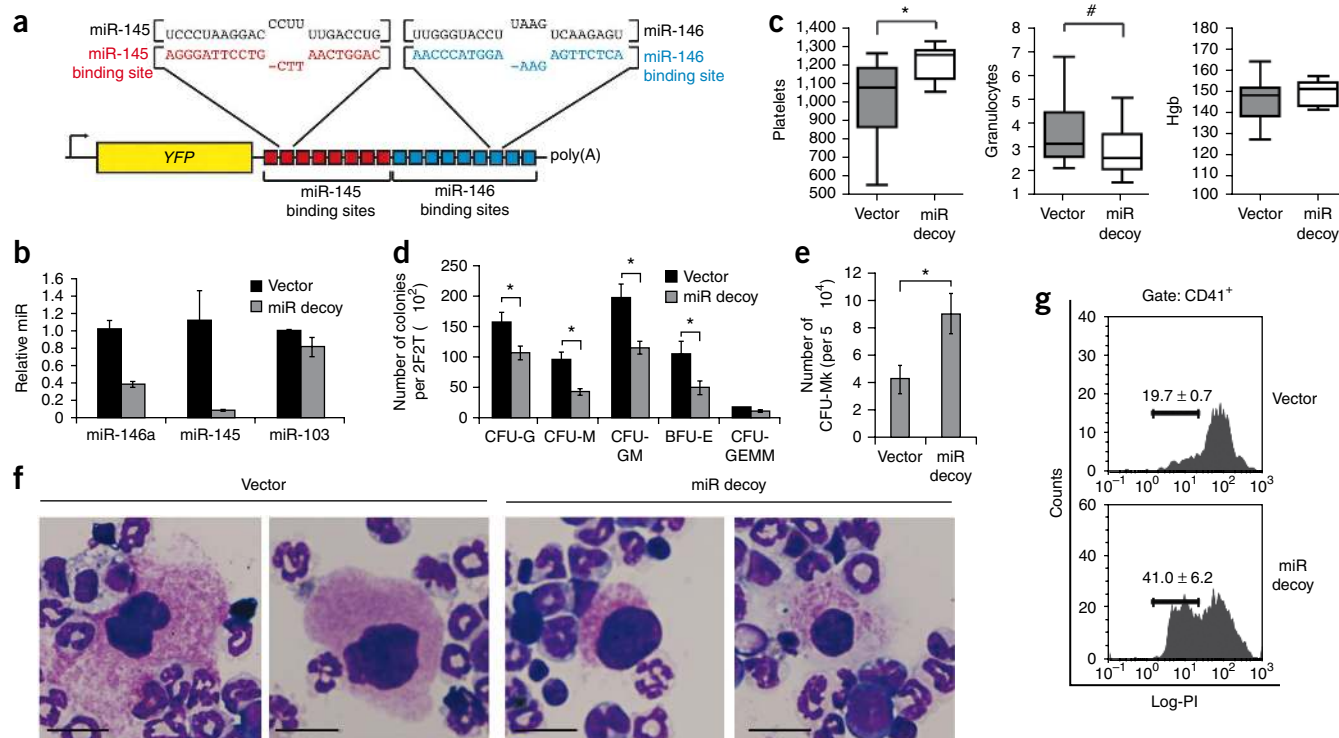 a
miR-145
UCCCUAAGGAC CCUU UUGACCUG
miR-145
binding site
AGGGATTCCTG -CTT AACTGGAC
UUGGGUACCU UAAG UCAAGAGU
miR-146
AACCCATGGA -AAG AGTTCTCA
miR-146
binding site
YFP
poly(A)
miR-145
binding sites
miR-146
binding sites
b
Relative miR
1.6
1.4
1.2
1.0
0.8
0.6
0.4
0.2
0
Vector
miR decoy
miR-146a
miR-145
miR-103
c
Platelets
1,300
1,200
1,100
1,000
900
800
700
600
500
*
Vector
miR
decoy
Granulocytes
8
7
6
5
4
3
2
1
#
Vector
miR
decoy
Hgb
180
170
160
150
140
130
120
110
100
Vector
miR
decoy
d
Number of colonies
per 2F2T ( 10²)
250
200
150
100
50
0
*
*
*
*
Vector
miR decoy
CFU-G
CFU-M
CFU-
GM
BFU-E
CFU-
GEMM
e
Number of
CFU-Mk (per 5 10⁴)
12
10
8
6
4
2
0
*
Vector
miR
decoy
f
Vector
miR decoy
g
Gate: CD41⁺
Counts
40
30
20
10
0
19.7 ± 0.7
Vector
10⁻¹ 10⁰ 10¹ 10² 10³
60
40
20
0
41.0 ± 6.2
miR
decoy
10⁻¹ 10⁰ 10¹ 10² 10³
Log-PI